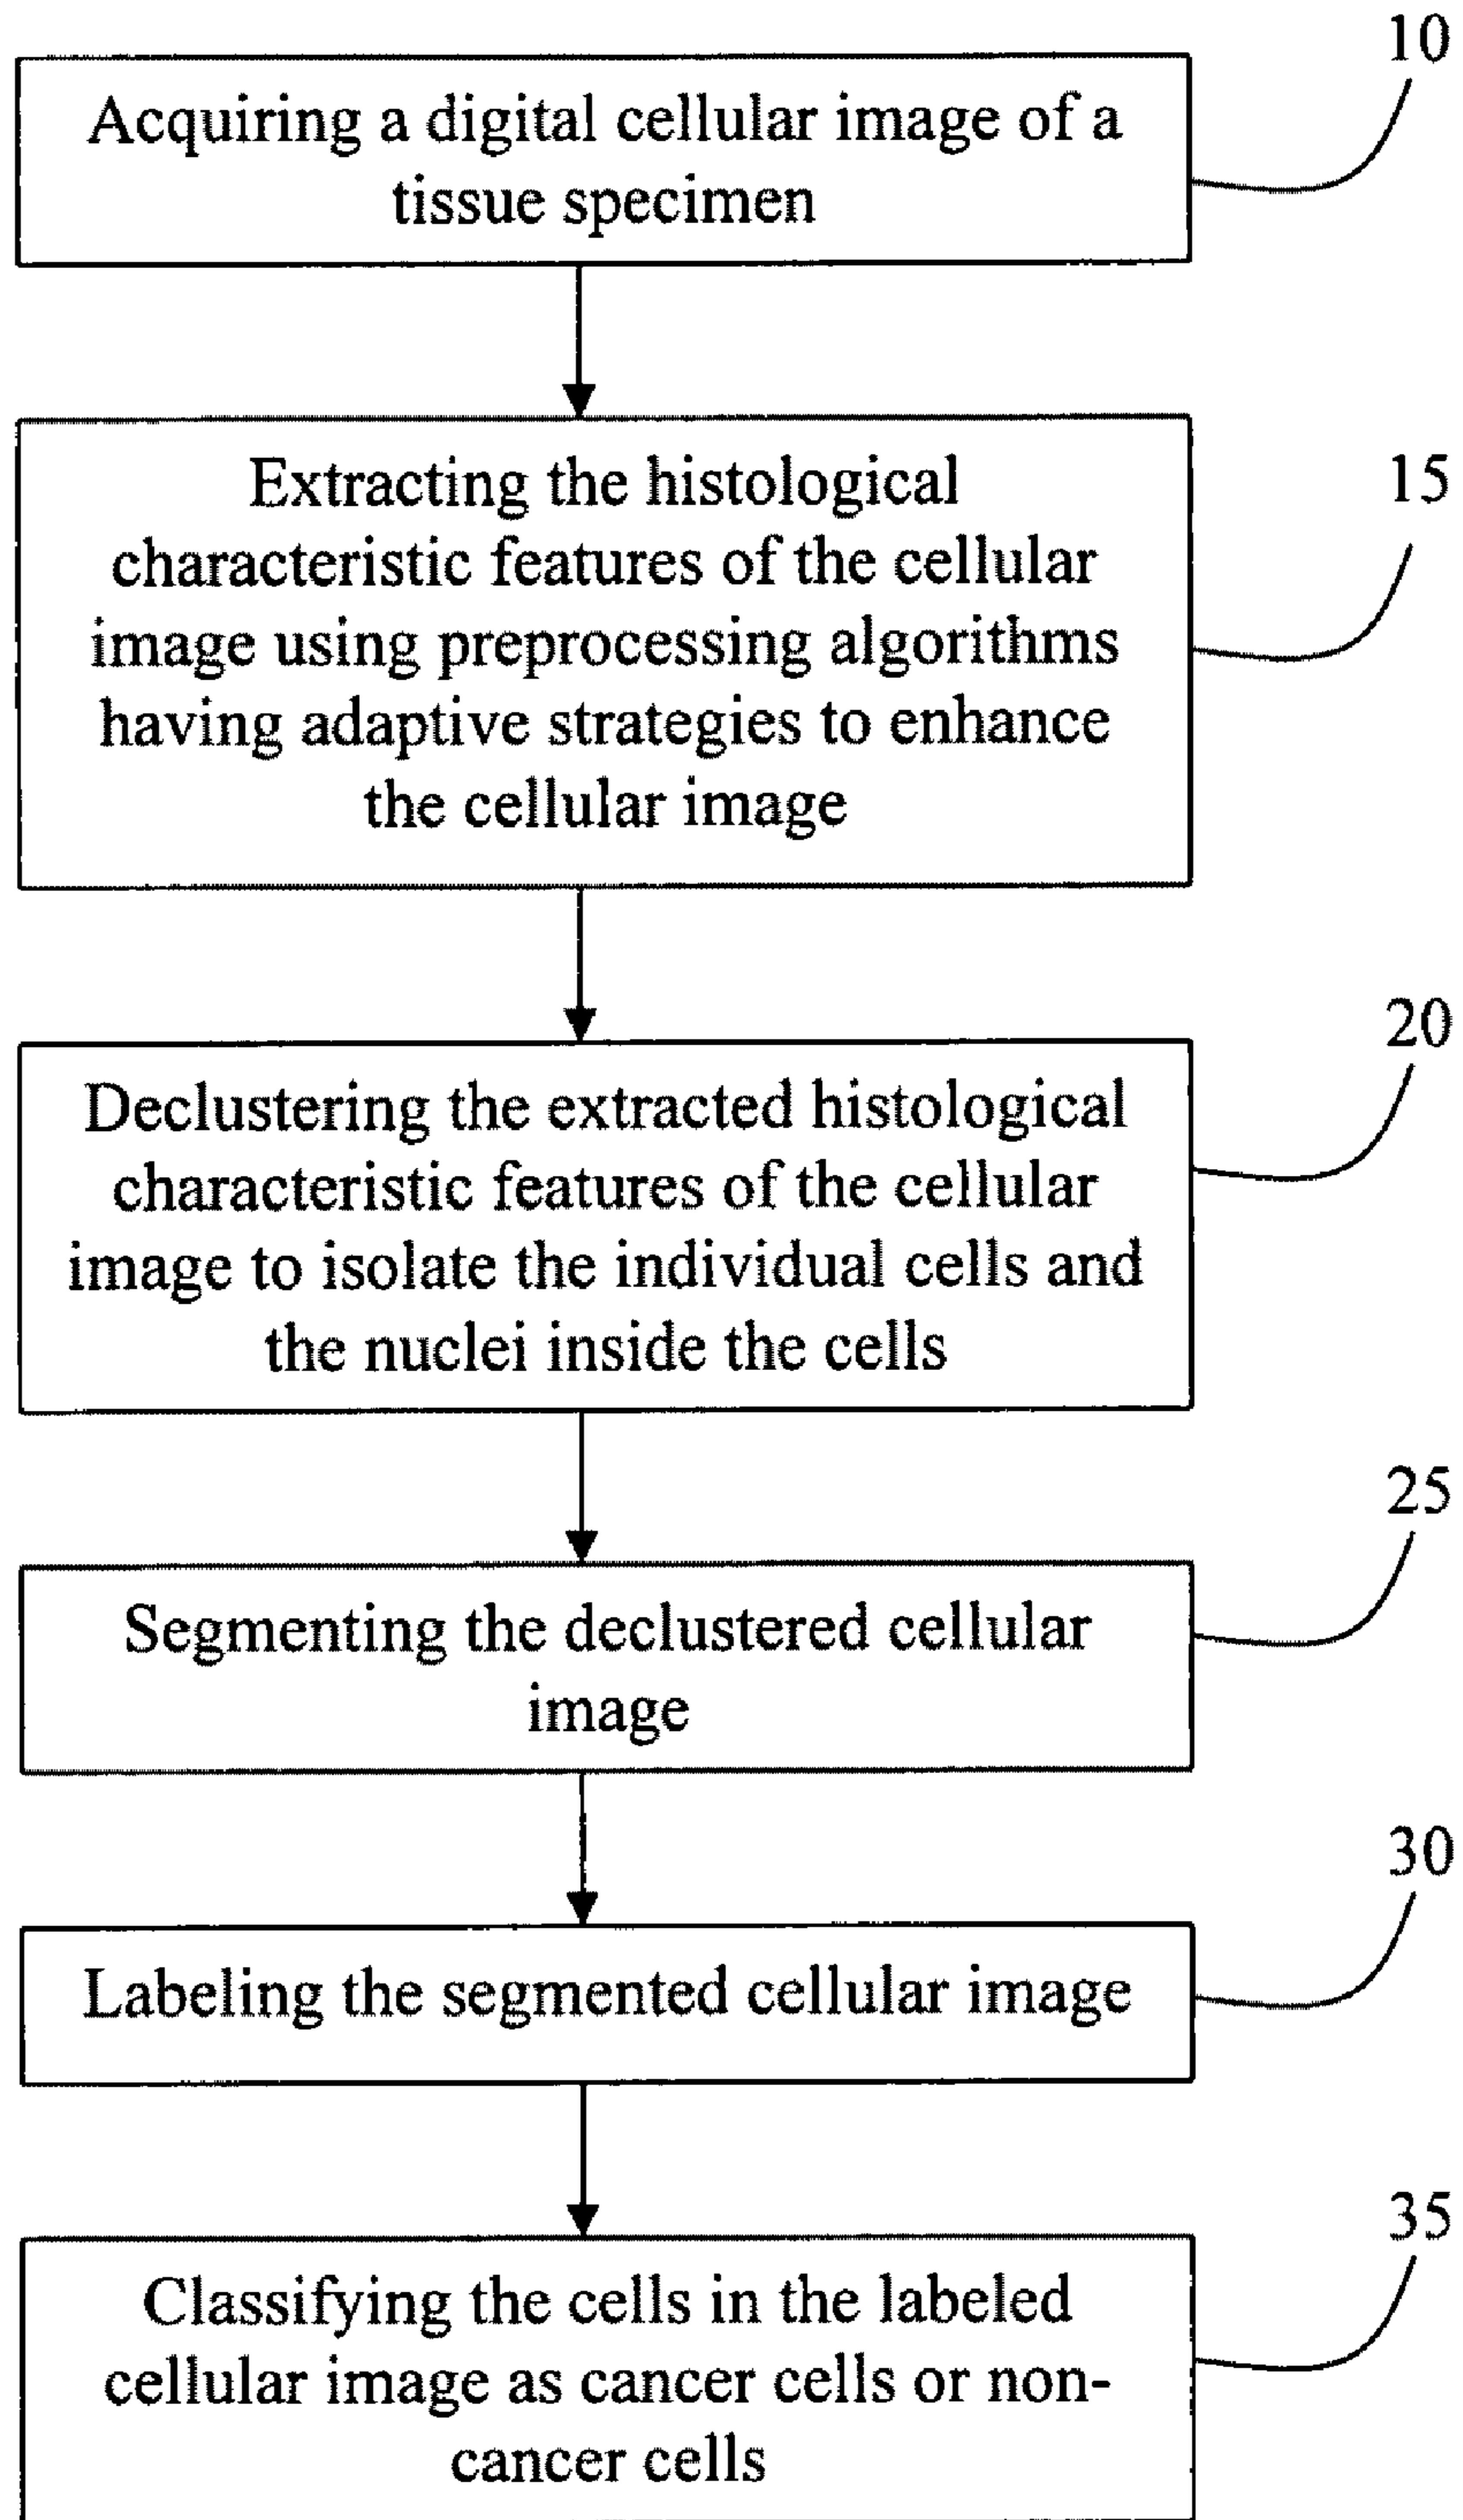 10
Acquiring a digital cellular image of a
tissue specimen
15
Extracting the histological
characteristic features of the cellular
image using preprocessing algorithms
having adaptive strategies to enhance
the cellular image
20
Declustering the extracted histological
characteristic features of the cellular
image to isolate the individual cells and
the nuclei inside the cells
25
Segmenting the declustered cellular
image
30
Labeling the segmented cellular image
35
Classifying the cells in the labeled
cellular image as cancer cells or non-
cancer cells